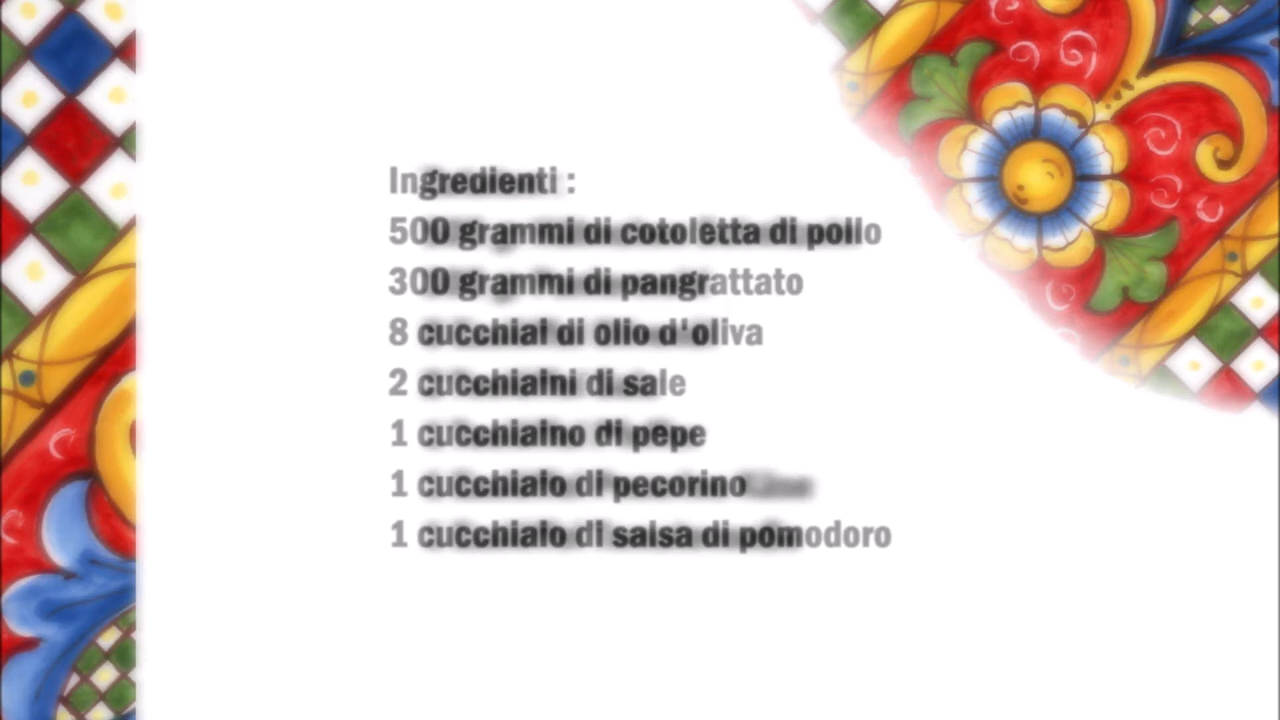 Ingredienti :
500 grammi di cotoletta di pollo
300 grammi di pangrattato
8 cucchiai di olio d'oliva
2 cucchiaini di sale
1 cucchiaino di pepe
1 cucchiaio di pecorino
1 cucchiaio di salsa di pomodoro